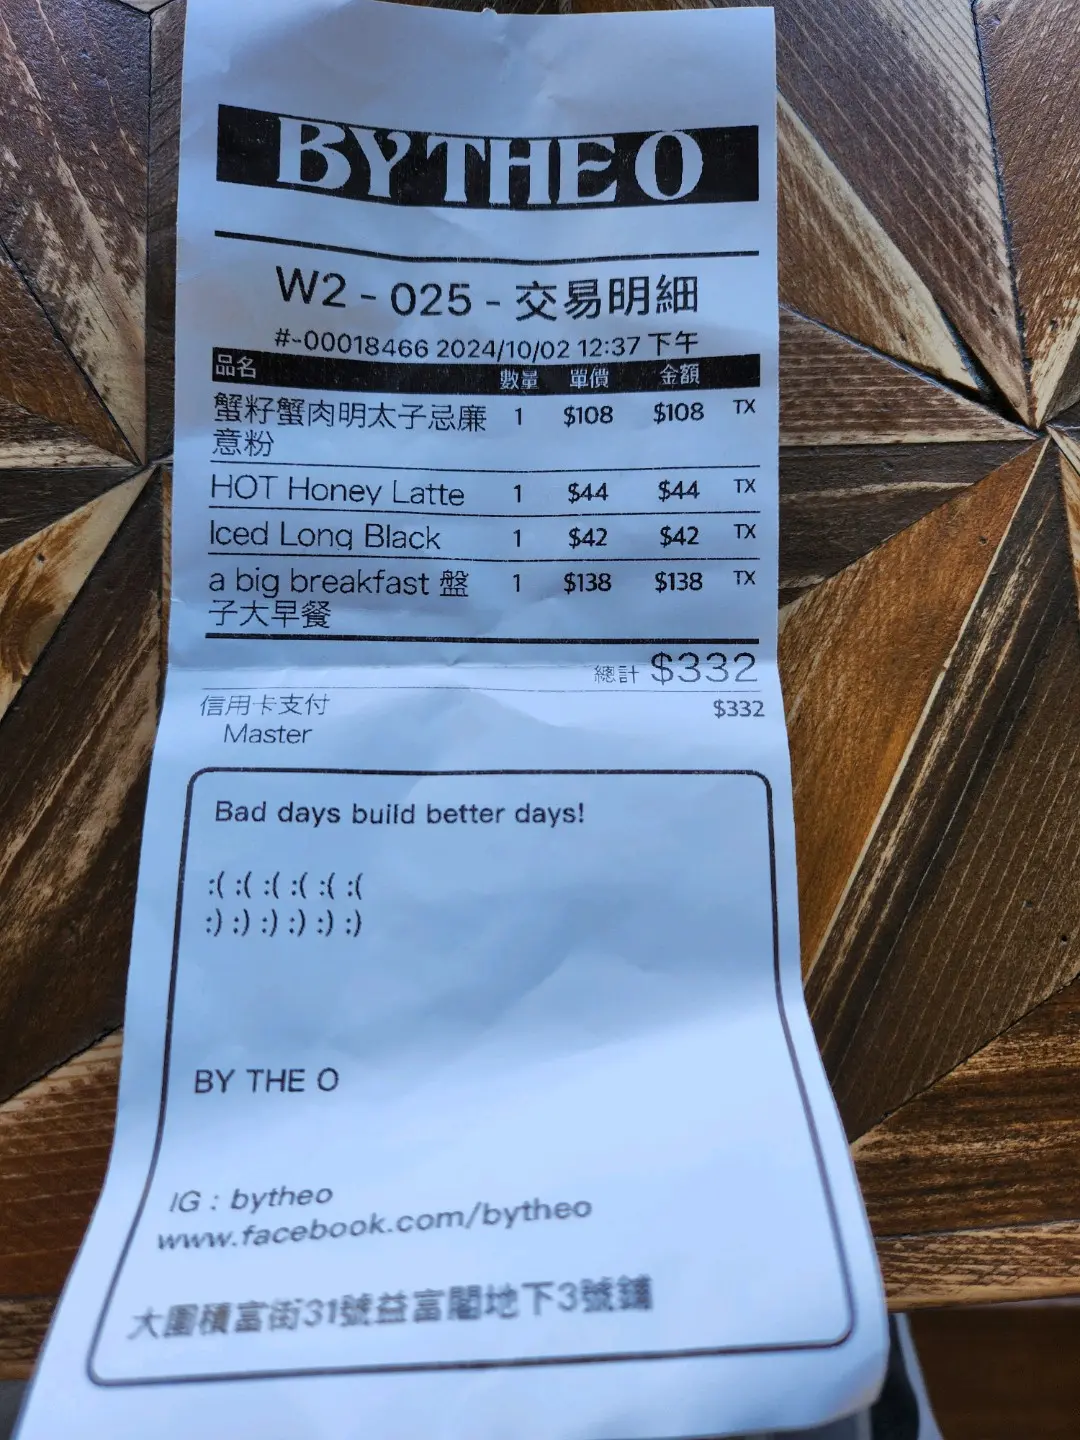 BY THE O
W2 - 025 - 交易明細
#-00018466 2024/10/02 12:37 下午
品名 數量 單價 金額
蟹籽蟹肉明太子忌廉 1 $108 $108 TX
意粉
HOT Honey Latte 1 $44 $44 TX
Iced Long Black 1 $42 $42 TX
a big breakfast 盤 1 $138 $138 TX
子大早餐
總計 $332
信用卡支付 $332
Master
Bad days build better days!
:( :( :( :( :( :(
:) :) :) :) :) :)
BY THE O
IG : bytheo
www.facebook.com/bytheo
大圍積富街31號益富閣地下3號鋪